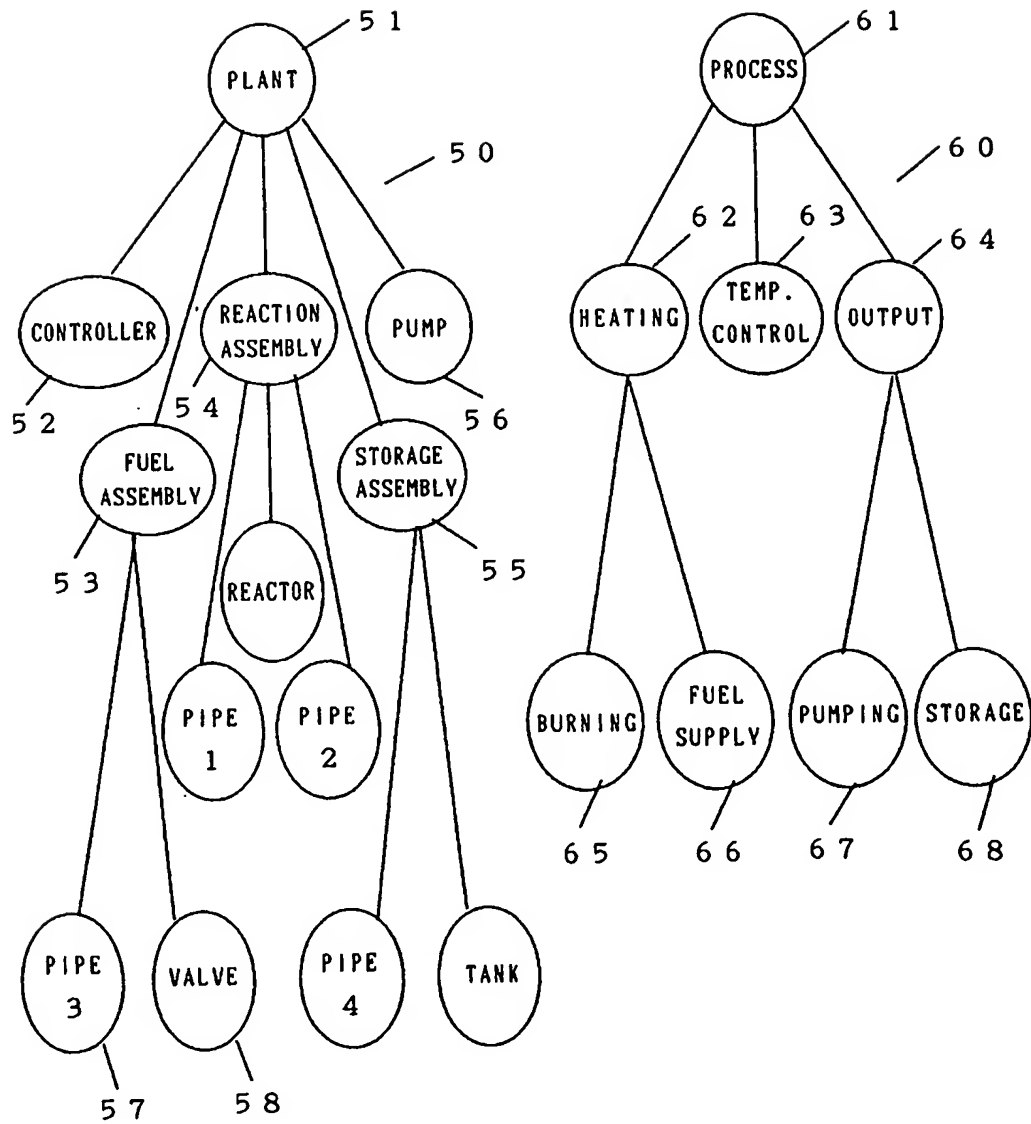 51
PLANT
50
CONTROLLER
52
REACTION
ASSEMBLY
54
PUMP
56
FUEL
ASSEMBLY
53
STORAGE
ASSEMBLY
55
REACTOR
PIPE
1
PIPE
2
PIPE
3
57
VALVE
58
PIPE
4
TANK
61
PROCESS
60
62
HEATING
63
TEMP.
CONTROL
64
OUTPUT
BURNING
65
FUEL
SUPPLY
66
PUMPING
67
STORAGE
68